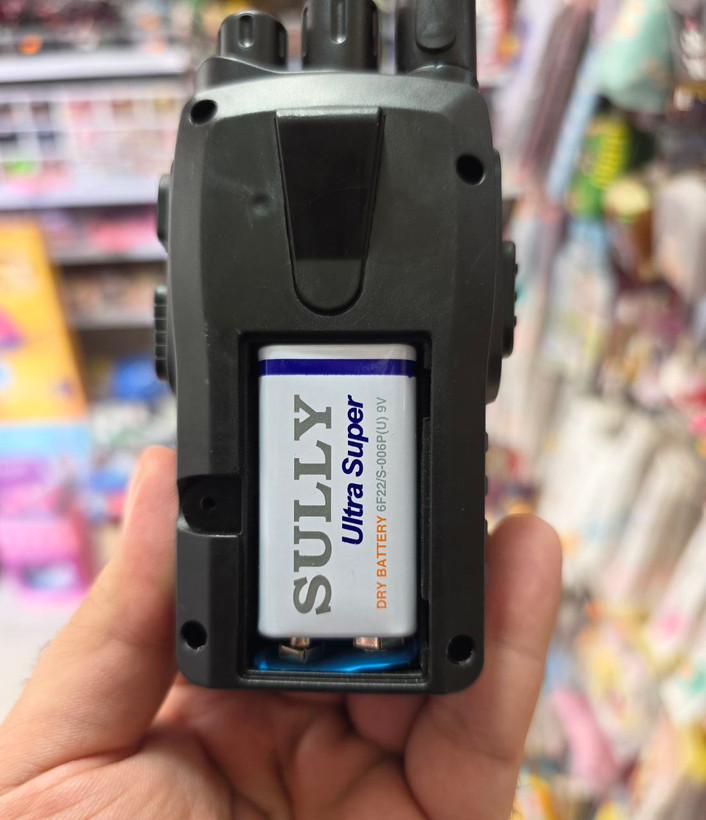 SULLY
Ultra Super
DRY BATTERY 6F22/S-006P(U) 9V